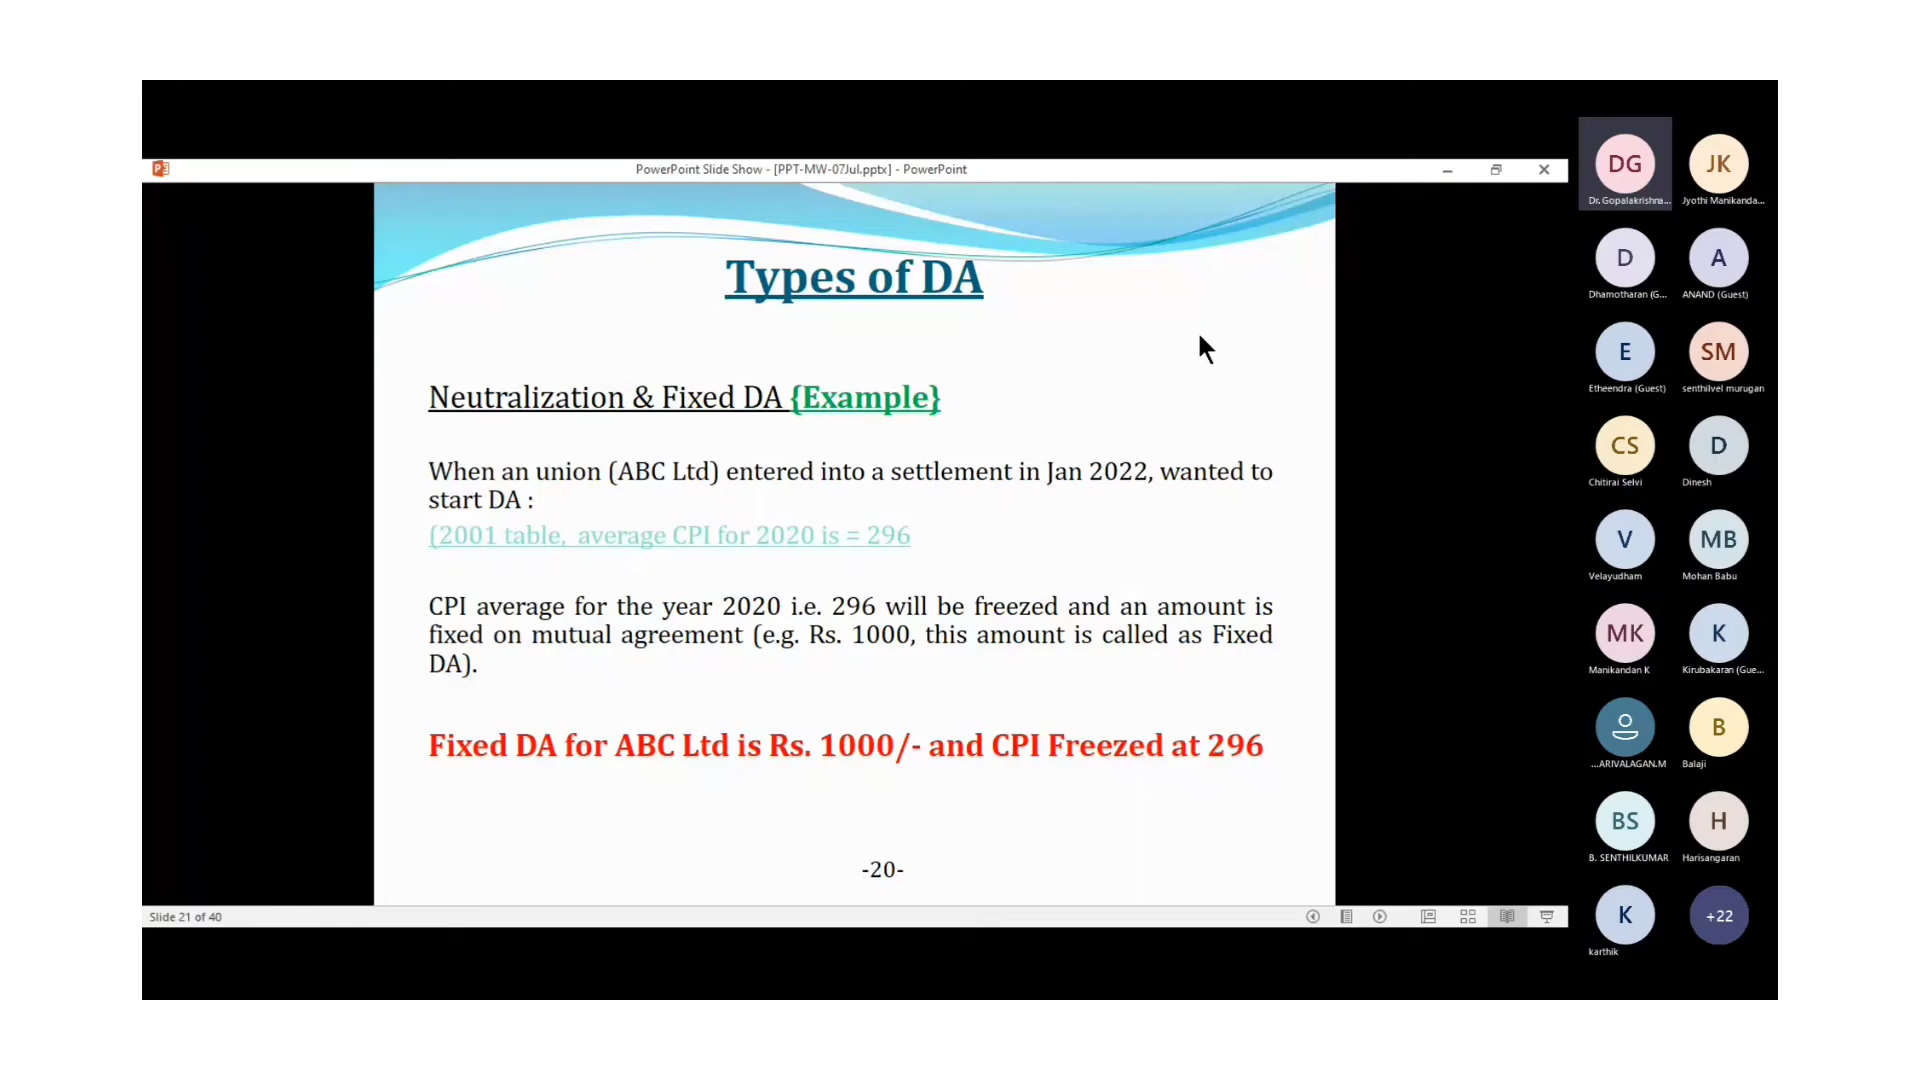 PowerPoint Slide Show - [PPT-MW-07Jul.pptx] - PowerPoint
Types of DA
Neutralization & Fixed DA {Example}
When an union (ABC Ltd) entered into a settlement in Jan 2022, wanted to
start DA :
(2001 table, average CPI for 2020 is = 296
CPI average for the year 2020 i.e. 296 will be freezed and an amount is
fixed on mutual agreement (e.g. Rs. 1000, this amount is called as Fixed
DA).
Fixed DA for ABC Ltd is Rs. 1000/- and CPI Freezed at 296
-20-
Slide 21 of 40
DG
Dr. Gopalakrishna...
JK
Jyothi Manikanda...
D
Dhamotharan (G...
A
ANAND (Guest)
E
Etheendra (Guest)
SM
senthilvel murugan
CS
Chitirai Selvi
D
Dinesh
V
Velayudham
MB
Mohan Babu
MK
Manikandan K
K
Kirubakaran (Gue...
...ARIVALAGAN.M
B
Balaji
BS
B. SENTHILKUMAR
H
Harisangaran
K
karthik
+22